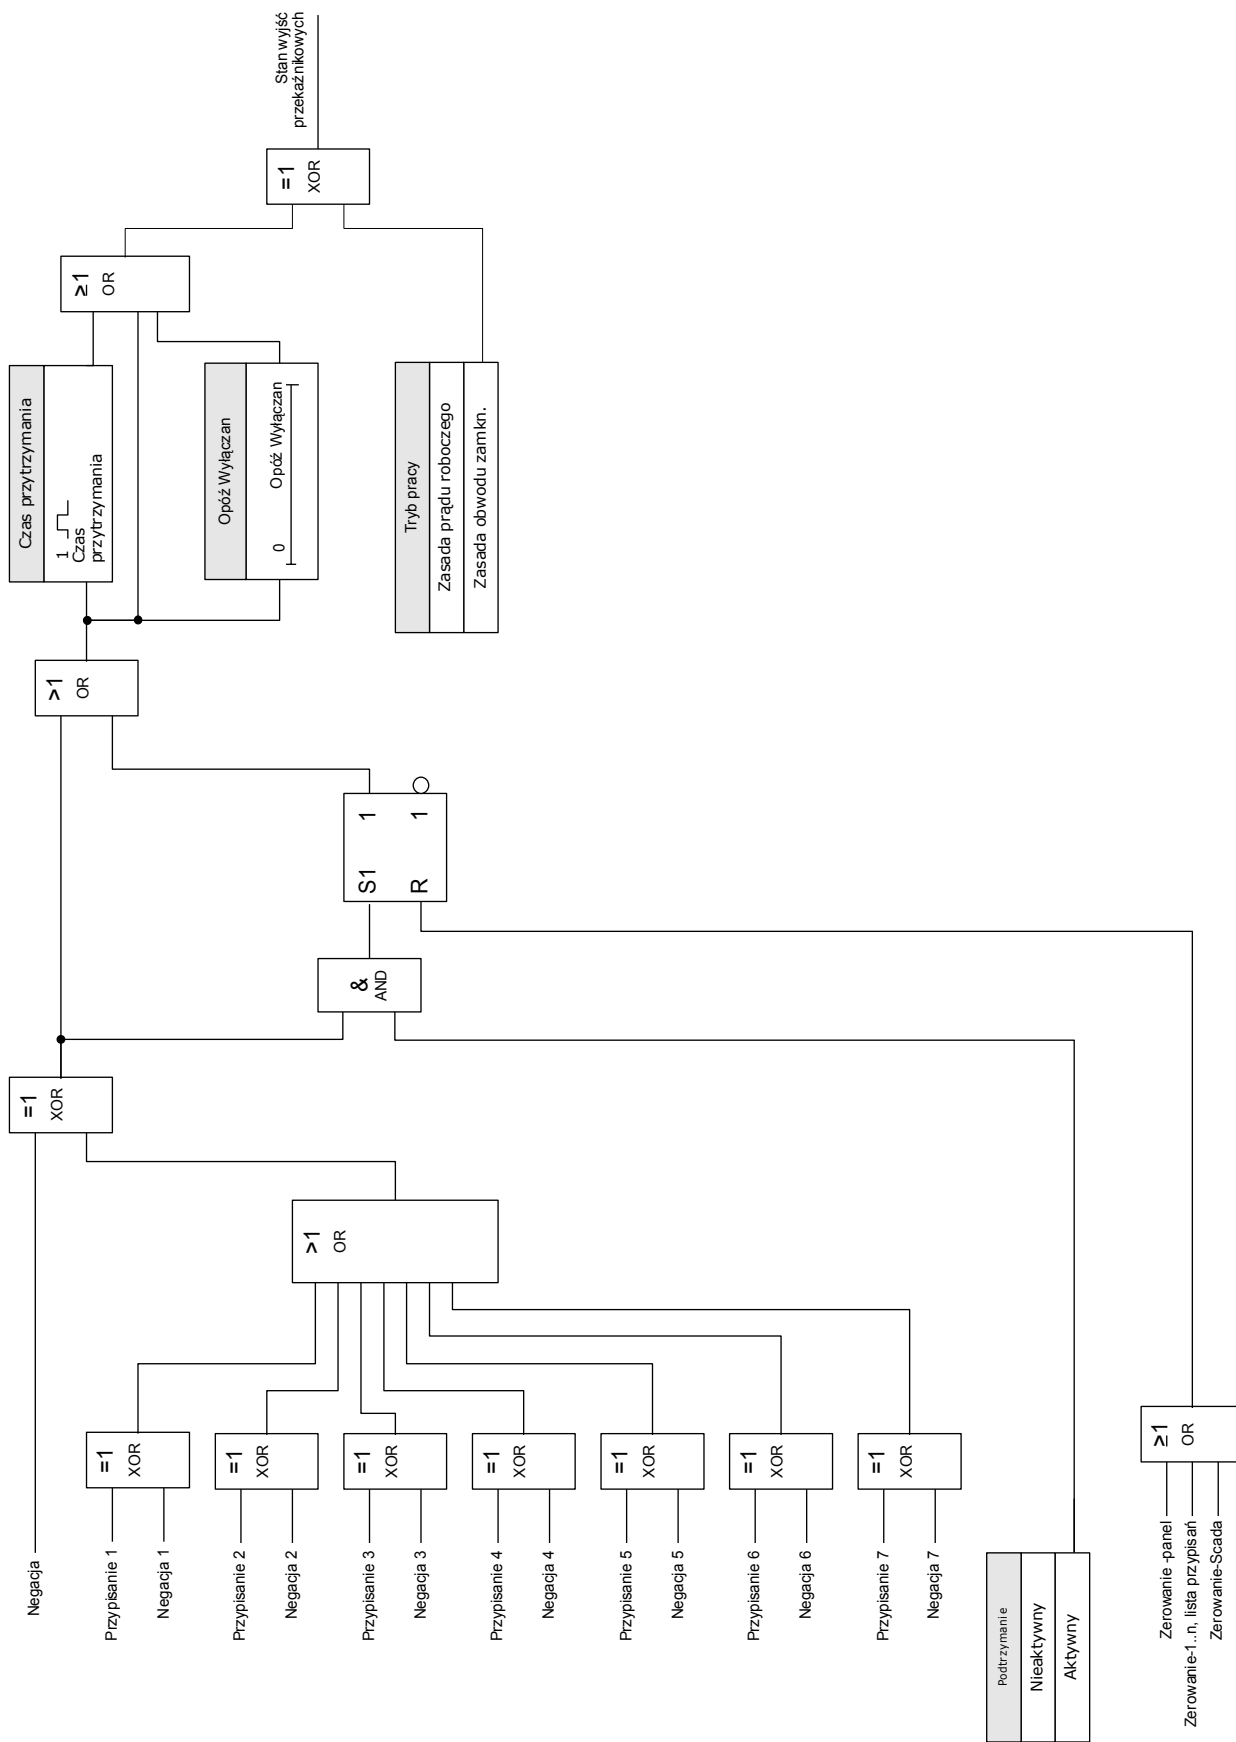 Negacja
Przypisanie 1
Negacja 1
Przypisanie 2
Negacja 2
Przypisanie 3
Negacja 3
Przypisanie 4
Negacja 4
Przypisanie 5
Negacja 5
Przypisanie 6
Negacja 6
Przypisanie 7
Negacja 7
Podtrzymanie
Nieaktywny
Aktywny
Zerowanie -panel
Zerowanie-1..n, lista przypisań
Zerowanie-Scada
=1
XOR
=1
XOR
=1
XOR
=1
XOR
=1
XOR
=1
XOR
=1
XOR
≥1
OR
>1
OR
=1
XOR
&
AND
S1
1
R
1
>1
OR
Czas przytrzymania
1
Czas
przytrzymania
Opóź Wyłączan
0
Opóź Wyłączan
Tryb pracy
Zasada prądu roboczego
Zasada obwodu zamkn.
≥1
OR
=1
XOR
Stan wyjść
przekaźnikowych